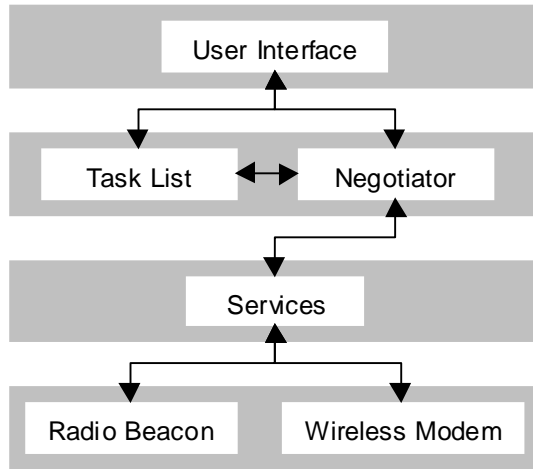 User Interface
Task List
Negotiator
Services
Radio Beacon
Wireless Modem